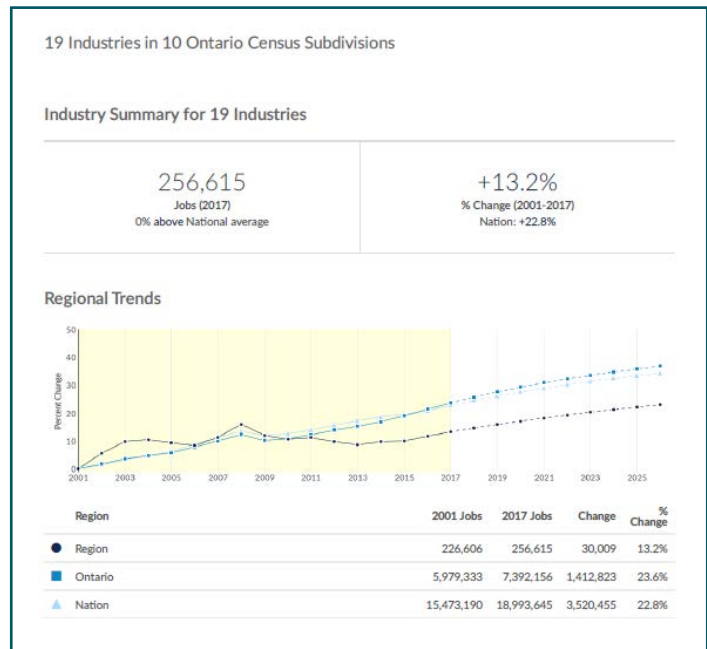 19 Industries in 10 Ontario Census Subdivisions
Industry Summary for 19 Industries
256,615
Jobs (2017)
0% above National average
+13.2%
% Change (2001-2017)
Nation: +22.8%
Regional Trends
Percent Change
50
40
30
20
10
0
2001 2003 2005 2007 2009 2011 2013 2015 2017 2019 2021 2023 2025
Region 2001 Jobs 2017 Jobs Change % Change
Region 226,606 256,615 30,009 13.2%
Ontario 5,979,333 7,392,156 1,412,823 23.6%
Nation 15,473,190 18,993,645 3,520,455 22.8%